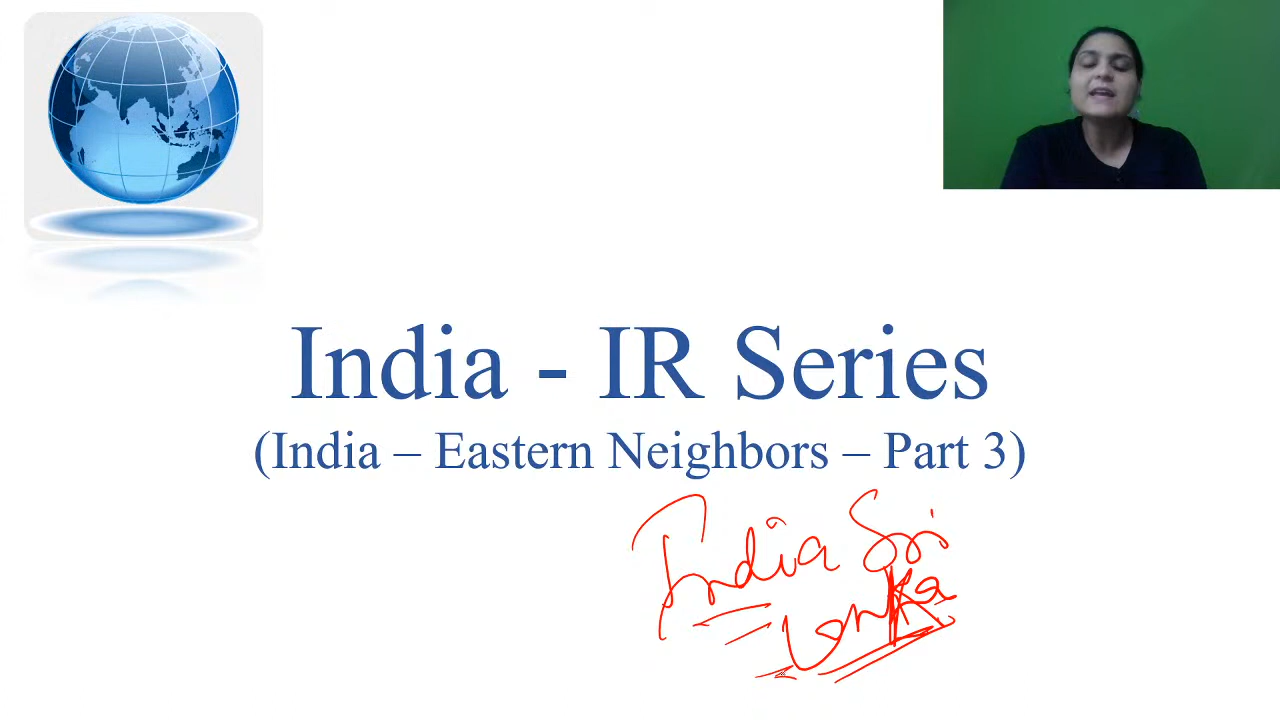 India - IR Series
(India – Eastern Neighbors – Part 3)
India Sri
Lanka